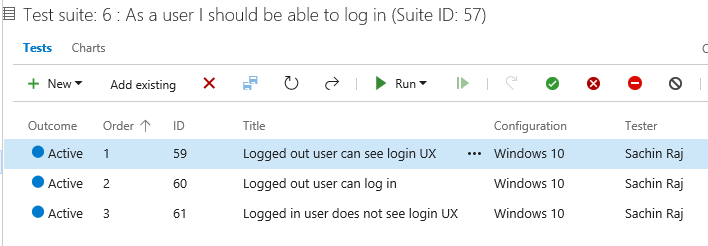 Test suite: 6 : As a user I should be able to log in (Suite ID: 57)
Tests Charts
New Add existing Run
Outcome Order ID Title Configuration Tester
Active 1 59 Logged out user can see login UX ... Windows 10 Sachin Raj
Active 2 60 Logged out user can log in Windows 10 Sachin Raj
Active 3 61 Logged in user does not see login UX Windows 10 Sachin Raj